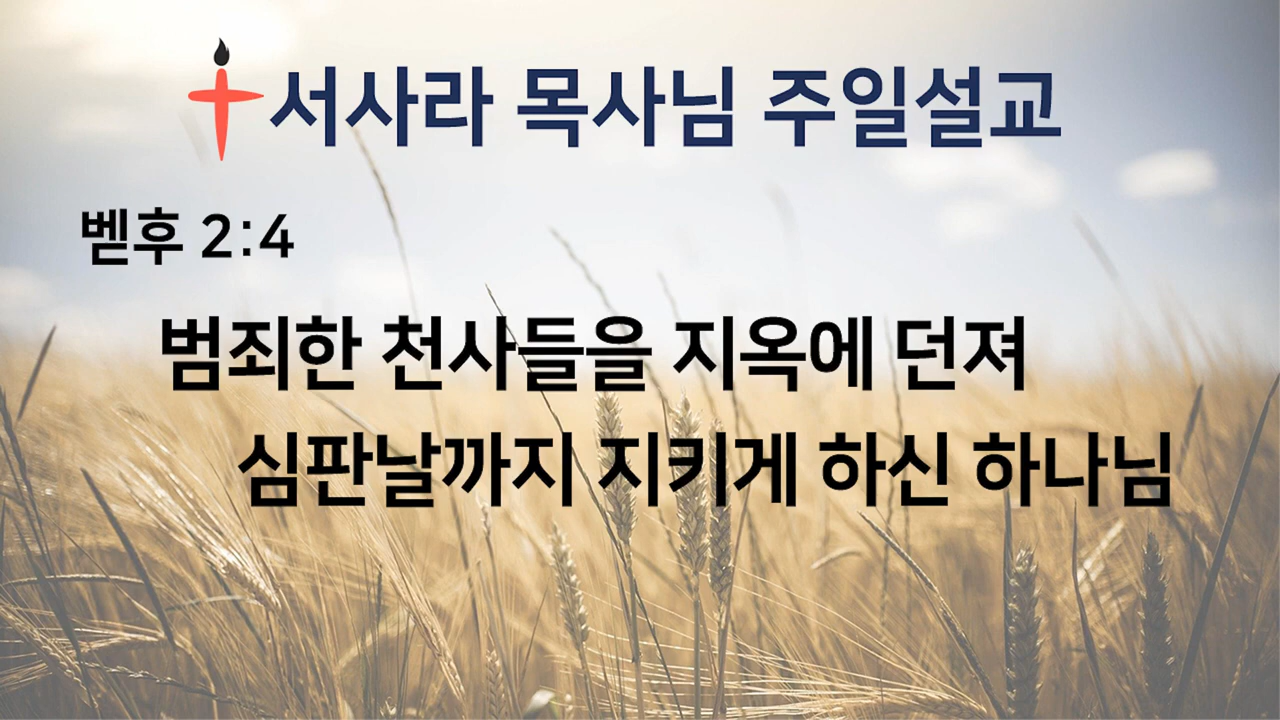 서사라 목사님 주일설교
벧후 2:4
범죄한 천사들을 지옥에 던져
심판날까지 지키게 하신 하나님